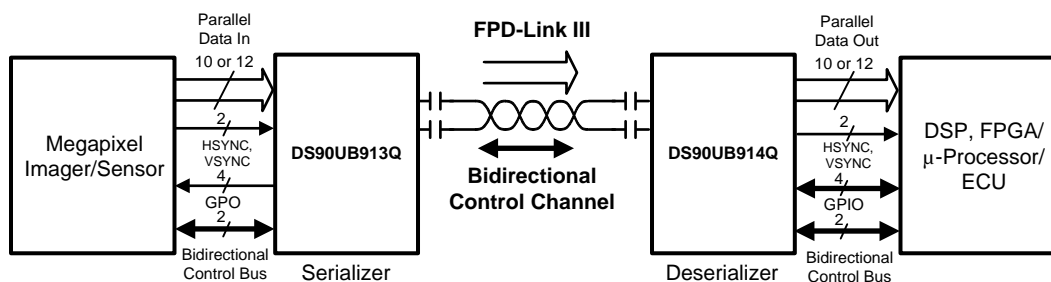 Parallel
Data In
10 or 12
2
HSYNC,
VSYNC
4
GPO
2
Bidirectional
Control Bus
Megapixel
Imager/Sensor
DS90UB913Q
Serializer
FPD-Link III
Bidirectional
Control Channel
DS90UB914Q
Deserializer
Parallel
Data Out
10 or 12
2
HSYNC,
VSYNC
4
GPIO
2
Bidirectional
Control Bus
DSP, FPGA/
μ-Processor/
ECU